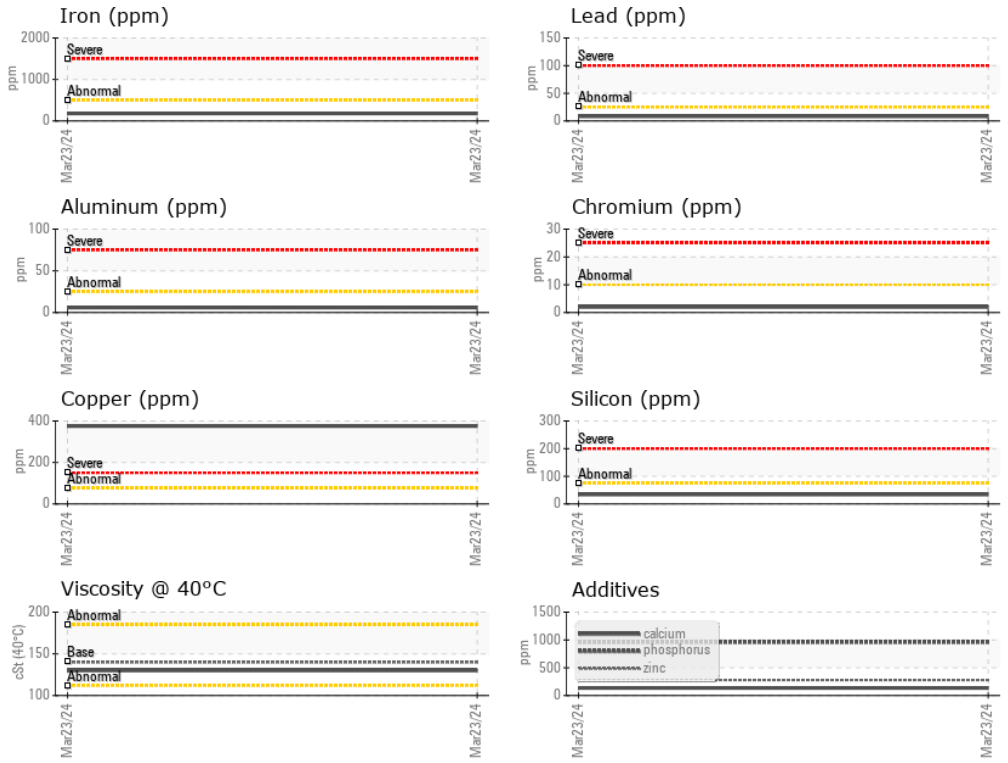 Iron (ppm)
2000
1000
0
ppm
Severe
Abnormal
Mar23/24
Mar23/24
Lead (ppm)
150
100
50
0
ppm
Severe
Abnormal
Mar23/24
Mar23/24
Aluminum (ppm)
100
50
0
ppm
Severe
Abnormal
Mar23/24
Mar23/24
Chromium (ppm)
30
20
10
0
ppm
Severe
Abnormal
Mar23/24
Mar23/24
Copper (ppm)
400
200
0
ppm
Severe
Abnormal
Mar23/24
Mar23/24
Silicon (ppm)
300
200
100
0
ppm
Severe
Abnormal
Mar23/24
Mar23/24
Viscosity @ 40°C
200
150
100
cSt (40°C)
Abnormal
Base
Abnormal
Mar23/24
Mar23/24
Additives
1500
1000
500
0
ppm
calcium
phosphorus
zinc
Mar23/24
Mar23/24